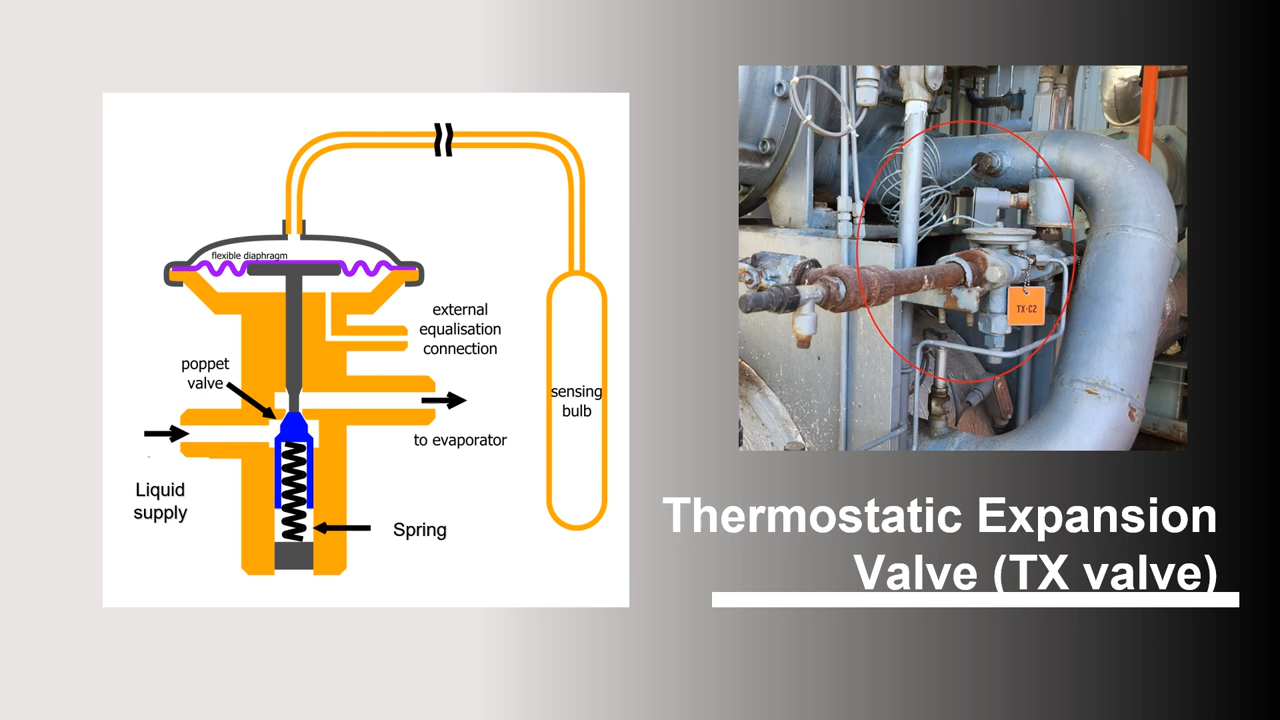 flexible diaphragm
external
equalisation
connection
poppet
valve
sensing
bulb
to evaporator
Liquid
supply
Spring
TX-C2
Thermostatic Expansion
Valve (TX valve)